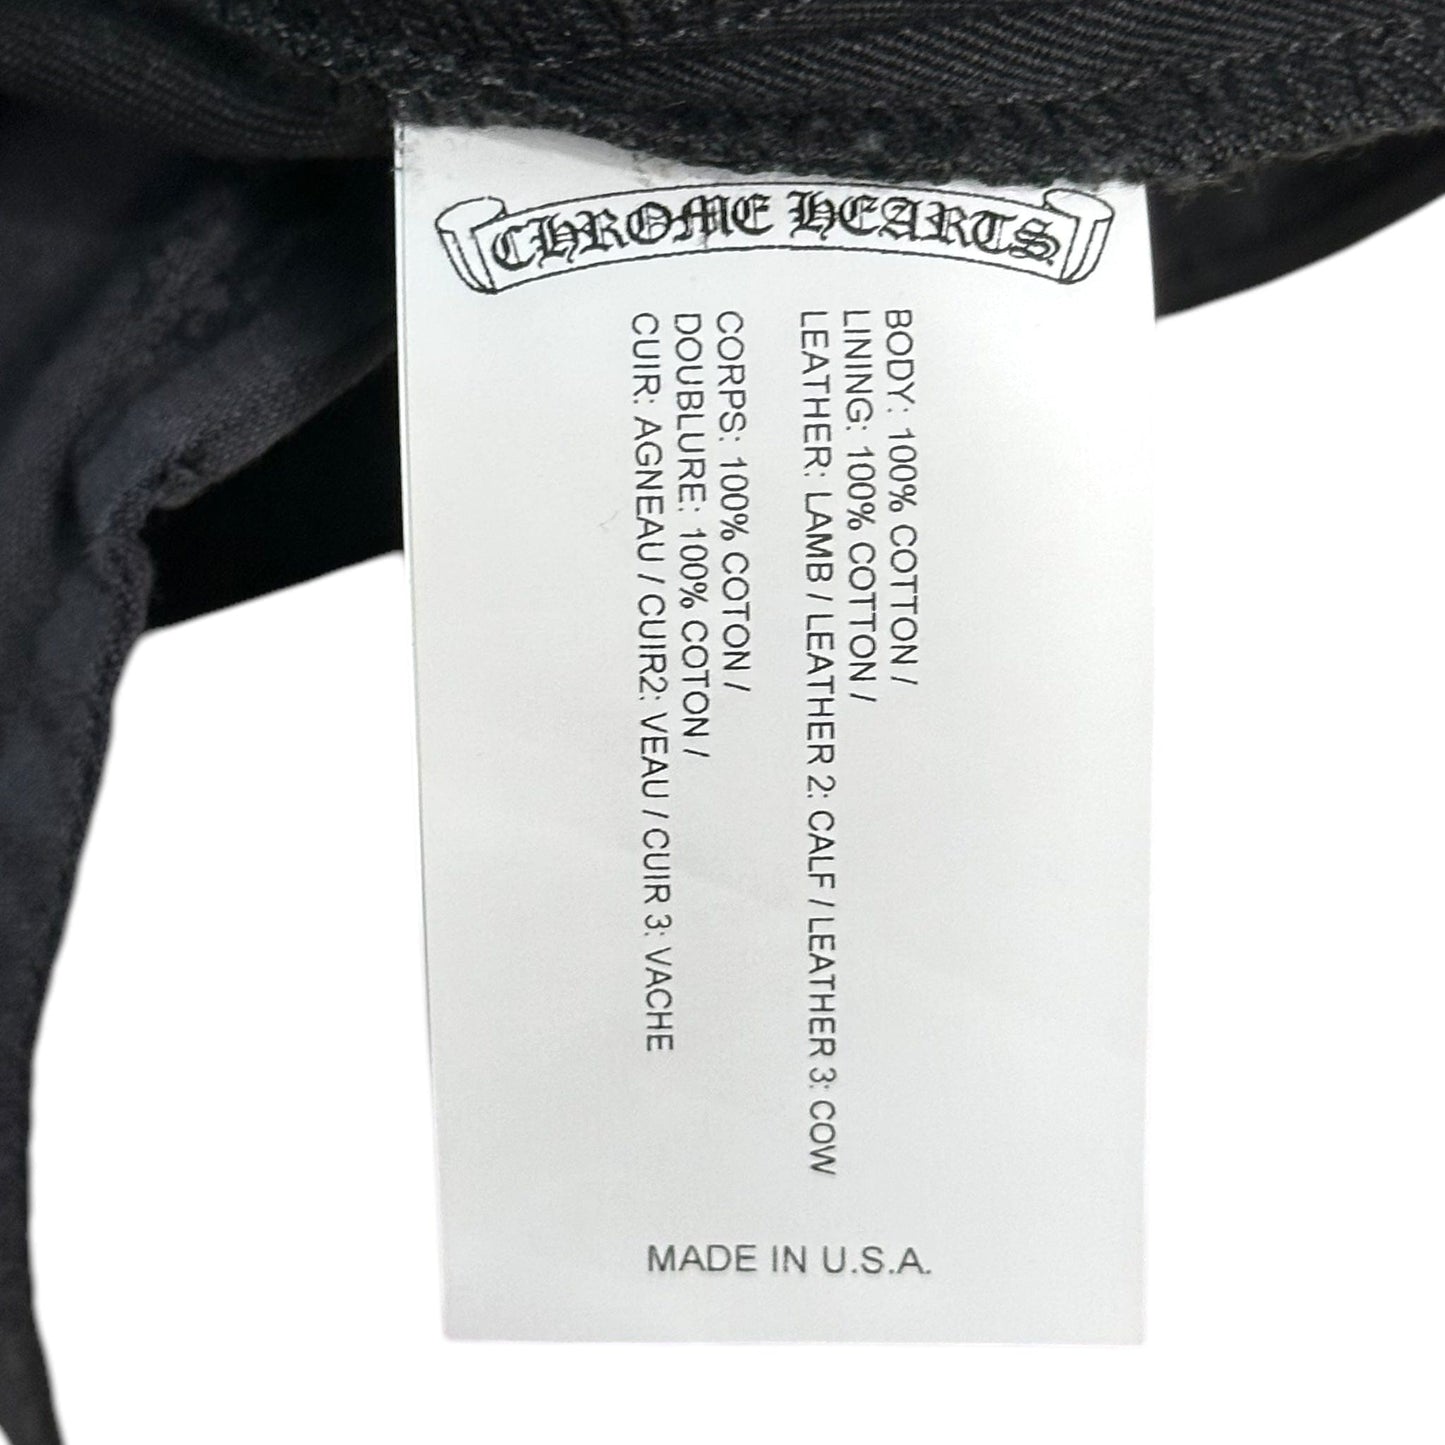 CHROME HEARTS
BODY: 100% COTTON /
LINING: 100% COTTON /
LEATHER: LAMB / LEATHER 2: CALF / LEATHER 3: COW
CORPS: 100% COTON /
DOUBLURE: 100% COTON /
CUIR: AGNEAU / CUIR2: VEAU / CUIR 3: VACHE
MADE IN U.S.A.